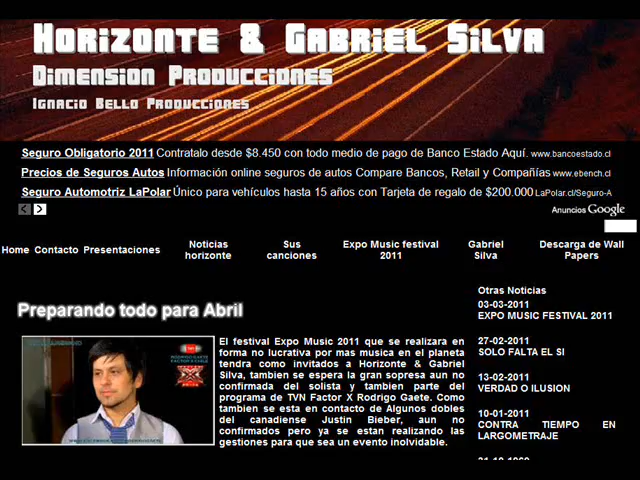 Horizonte & Gabriel Silva
Dimension Producciones
Ignacio Bello Producciones
Seguro Obligatorio 2011 Contratalo desde $8.450 con todo medio de pago de Banco Estado Aquí. www.bancoestado.cl
Precios de Seguros Autos Información online seguros de autos Compare Bancos, Retail y Compañías www.ebench.cl
Seguro Automotriz LaPolar Único para vehículos hasta 15 años con Tarjeta de regalo de $200.000 LaPolar.cl/Seguro-A
Anuncios Google
Home Contacto Presentaciones Noticias horizonte Sus canciones Expo Music festival 2011 Gabriel Silva Descarga de Wall Papers
Preparando todo para Abril
El festival Expo Music 2011 que se realizara en
forma no lucrativa por mas musica en el planeta
tendra como invitados a Horizonte & Gabriel
Silva, tambien se espera la gran sopresa aun no
confirmada del solista y tambien parte del
programa de TVN Factor X Rodrigo Gaete. Como
tambien se esta en contacto de Algunos dobles
del canadiense Justin Bieber, aun no
confirmados pero ya se estan realizando las
gestiones para que sea un evento inolvidable.
Otras Noticias
03-03-2011
EXPO MUSIC FESTIVAL 2011
27-02-2011
SOLO FALTA EL SI
13-02-2011
VERDAD O ILUSION
10-01-2011
CONTRA TIEMPO EN
LARGOMETRAJE